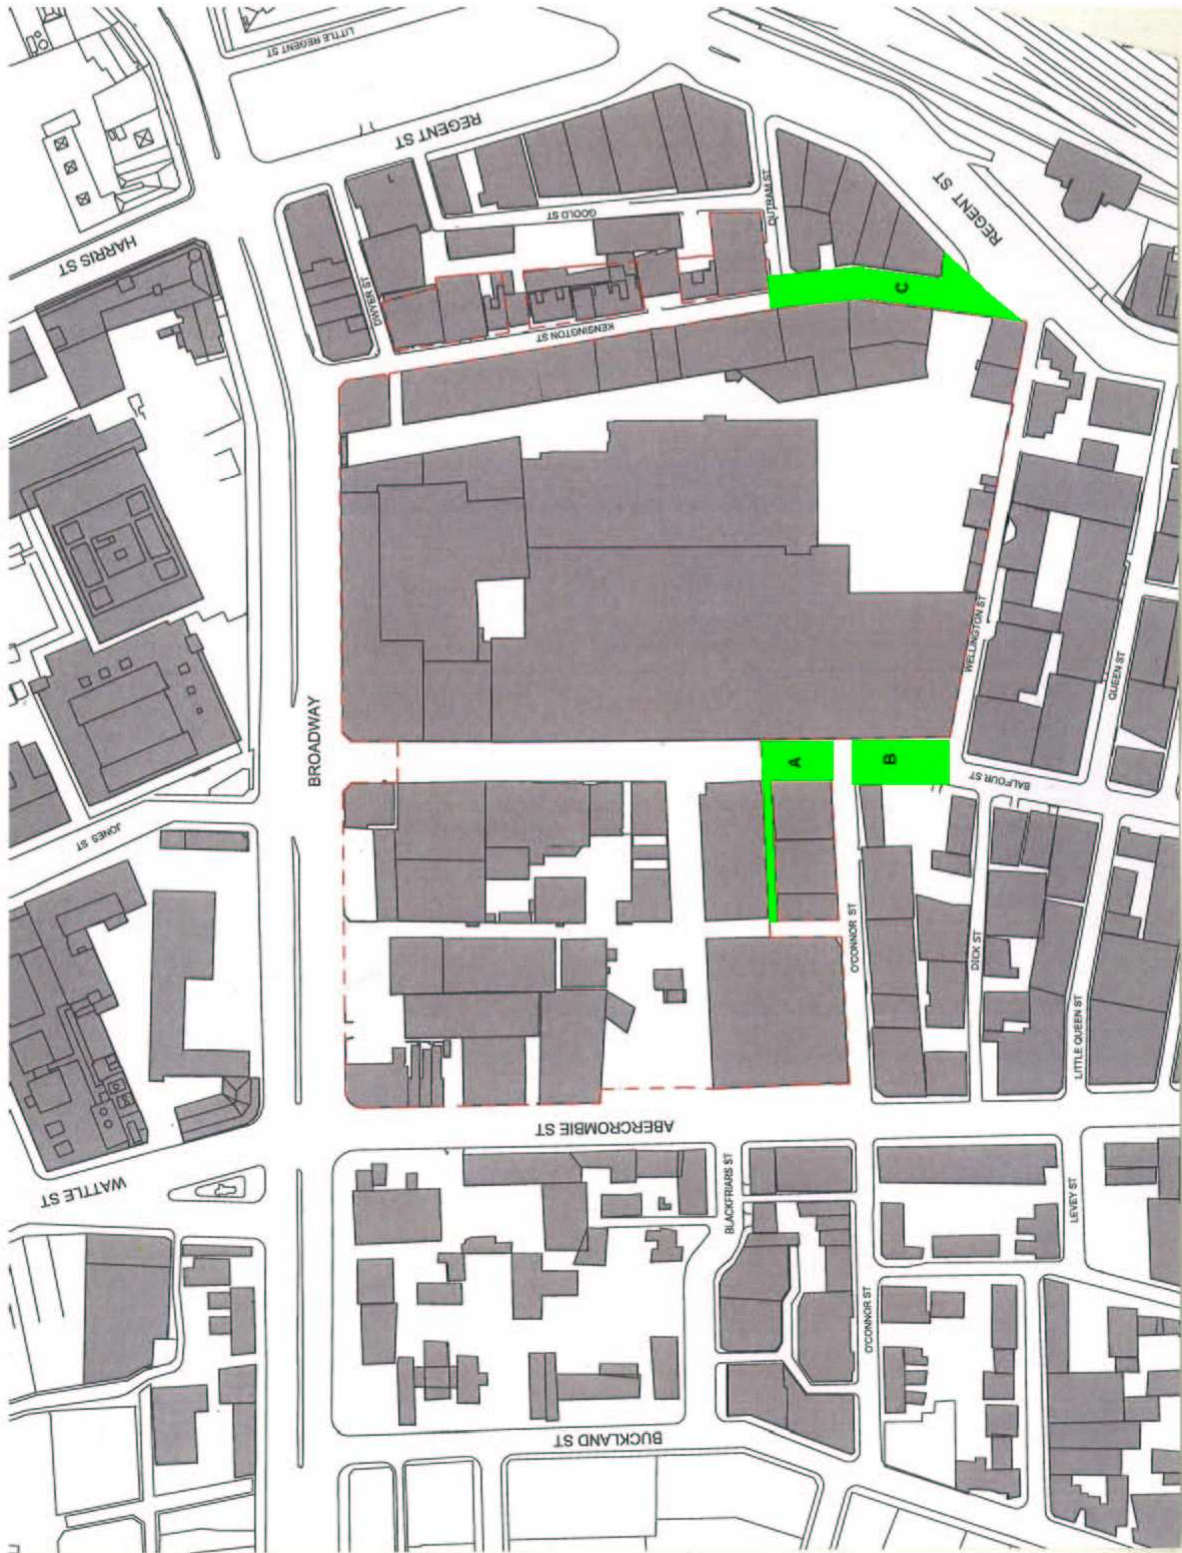 LITTLE REGENT ST
REGENT ST
HARRIS ST
GOOLD ST
OUTRAM ST
REGENT ST
DWYER ST
KENSINGTON ST
C
BROADWAY
WELLINGTON ST
QUEEN ST
A
B
BALFOUR ST
JONES ST
O'CONNOR ST
DICK ST
LITTLE QUEEN ST
ABERCROMBIE ST
WATTLE ST
BLACKFRIARS ST
LEVEY ST
O'CONNOR ST
BUCKLAND ST